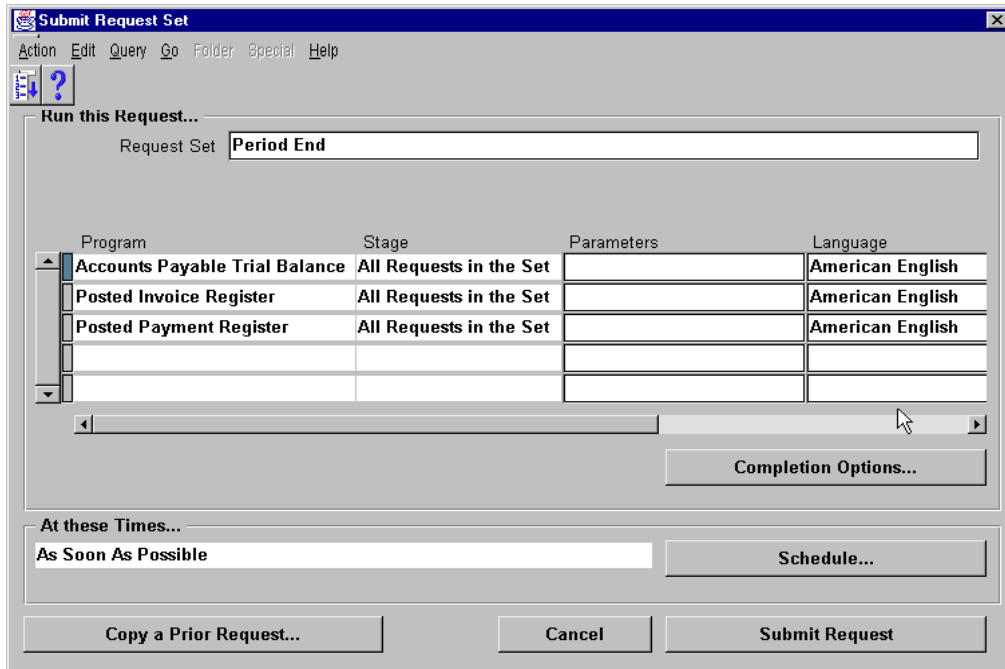 Submit Request Set
Action Edit Query Go Folder Special Help
Run this Request...
Request Set Period End
Program Stage Parameters Language
Accounts Payable Trial Balance All Requests in the Set American English
Posted Invoice Register All Requests in the Set American English
Posted Payment Register All Requests in the Set American English
Completion Options...
At these Times...
As Soon As Possible Schedule...
Copy a Prior Request... Cancel Submit Request